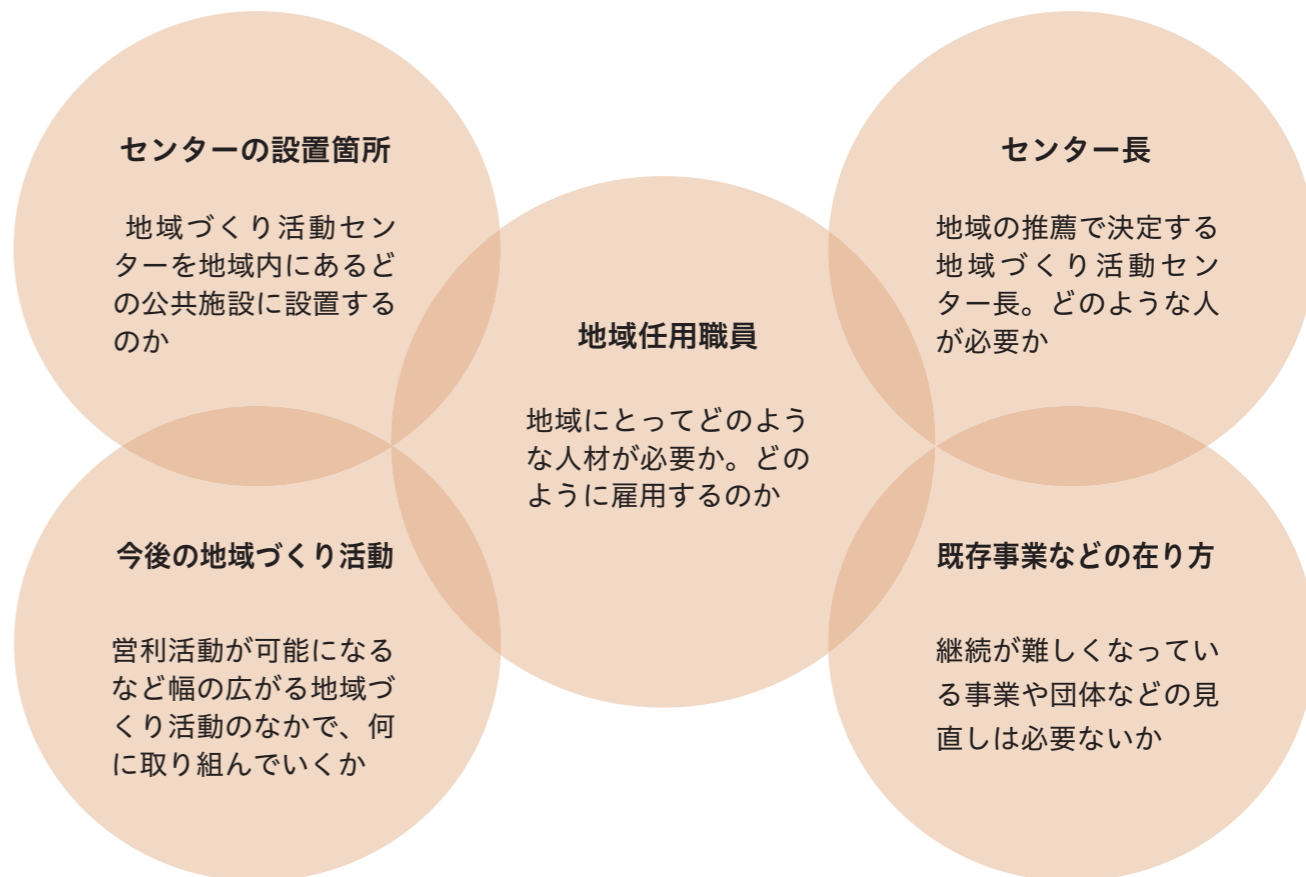 センターの設置箇所
地域づくり活動セン
ターを地域内にあるど
の公共施設に設置する
のか
センター長
地域の推薦で決定する
地域づくり活動セン
ター長。どのような人
が必要か
地域任用職員
地域にとってどのよう
な人材が必要か。どの
ように雇用するのか
今後の地域づくり活動
営利活動が可能になる
など幅の広がる地域づ
くり活動のなかで、何
に取り組んでいくか
既存事業などの在り方
継続が難しくなってい
る事業や団体などの見
直しは必要ないか